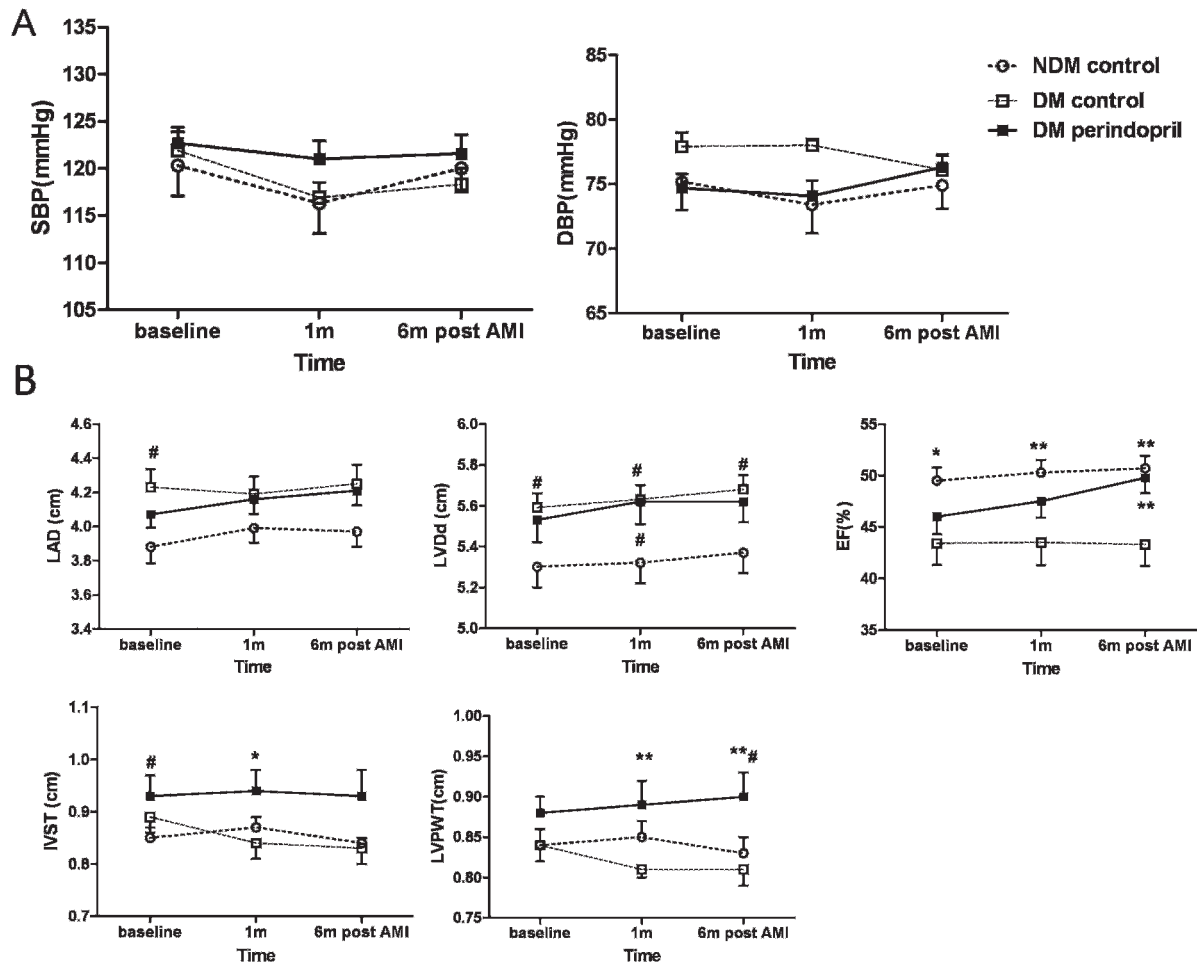 A
SBP(mmHg)
135
130
125
120
115
110
105
baseline
1m
6m post AMI
Time
DBP(mmHg)
85
80
75
70
65
baseline
1m
6m post AMI
Time
NDM control
DM control
DM perindopril
B
LAD (cm)
4.6
4.4
4.2
4.0
3.8
3.6
3.4
#
baseline
1m
6m post AMI
Time
LVDd (cm)
6.0
5.8
5.6
5.4
5.2
5.0
#
#
#
#
baseline
1m
6m post AMI
Time
EF(%)
55
50
45
40
35
*
**
**
**
baseline
1m
6m post AMI
Time
IVST (cm)
1.1
1.0
0.9
0.8
0.7
#
*
baseline
1m
6m post AMI
Time
LVPWT(cm)
1.00
0.95
0.90
0.85
0.80
0.75
**
**#
baseline
1m
6m post AMI
Time